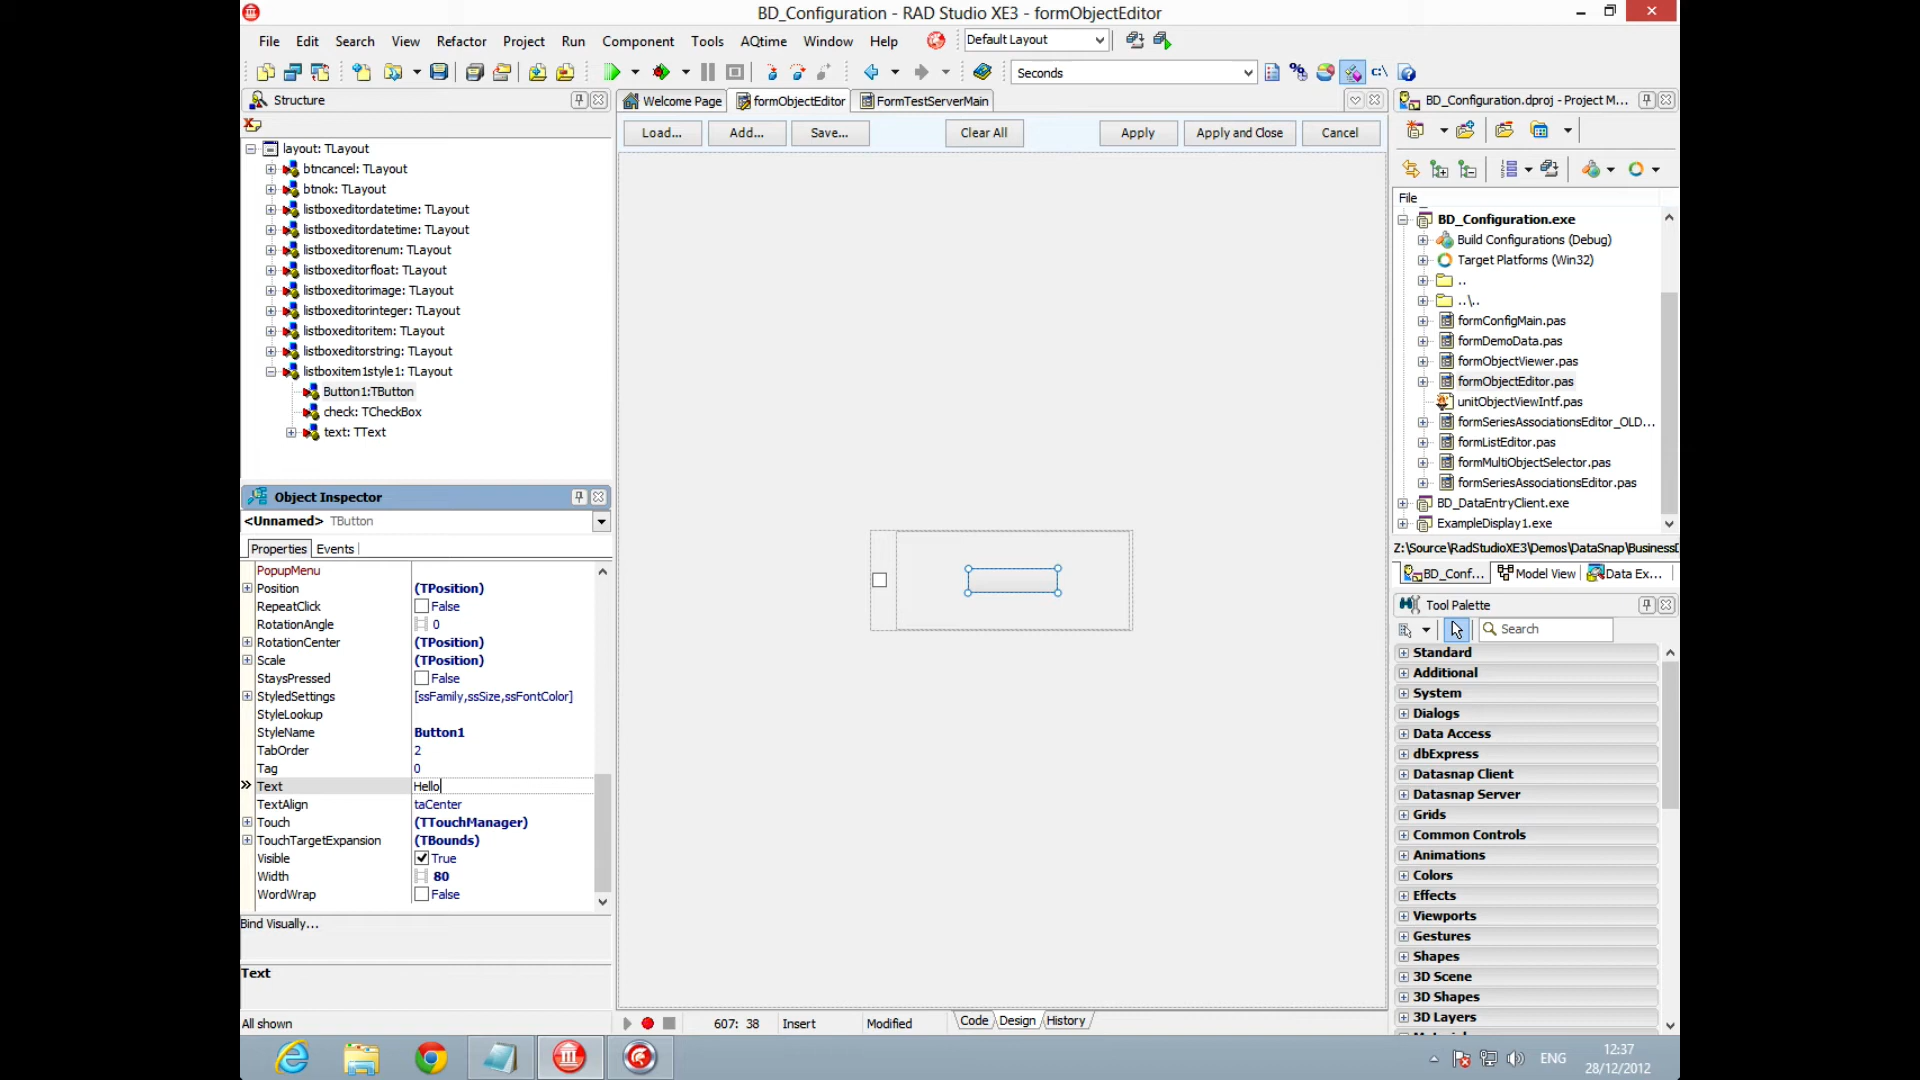 BD_Configuration - RAD Studio XE3 - formObjectEditor
File Edit Search View Refactor Project Run Component Tools AQtime Window Help Default Layout
Seconds C:\
Structure
Welcome Page formObjectEditor FormTestServerMain
BD_Configuration.dproj - Project M...
Load... Add... Save... Clear All Apply Apply and Close Cancel
layout: TLayout
btncancel: TLayout
btnok: TLayout
listboxeditordatetime: TLayout
listboxeditordatetime: TLayout
listboxeditorenum: TLayout
listboxeditorfloat: TLayout
listboxeditorimage: TLayout
listboxeditorinteger: TLayout
listboxeditoritem: TLayout
listboxeditorstring: TLayout
listboxitem1style1: TLayout
Button1:TButton
check: TCheckBox
text: TText
Object Inspector
<Unnamed> TButton
Properties Events
PopupMenu
Position (TPosition)
RepeatClick False
RotationAngle 0
RotationCenter (TPosition)
Scale (TPosition)
StaysPressed False
StyledSettings [ssFamily,ssSize,ssFontColor]
StyleLookup
StyleName Button1
TabOrder 2
Tag 0
Text Hello
TextAlign taCenter
Touch (TTouchManager)
TouchTargetExpansion (TBounds)
Visible True
Width 80
WordWrap False
Bind Visually...
Text
All shown
607: 38 Insert Modified Code Design History
File
BD_Configuration.exe
Build Configurations (Debug)
Target Platforms (Win32)
..
..\..
formConfigMain.pas
formDemoData.pas
formObjectViewer.pas
formObjectEditor.pas
unitObjectViewIntf.pas
formSeriesAssociationsEditor_OLD...
formListEditor.pas
formMultiObjectSelector.pas
formSeriesAssociationsEditor.pas
BD_DataEntryClient.exe
ExampleDisplay1.exe
Z:\Source\RadStudioXE3\Demos\DataSnap\Business
BD_Conf... Model View Data Ex...
Tool Palette
Search
Standard
Additional
System
Dialogs
Data Access
dbExpress
Datasnap Client
Datasnap Server
Grids
Common Controls
Animations
Colors
Effects
Viewports
Gestures
Shapes
3D Scene
3D Shapes
3D Layers
ENG 12:37
28/12/2012